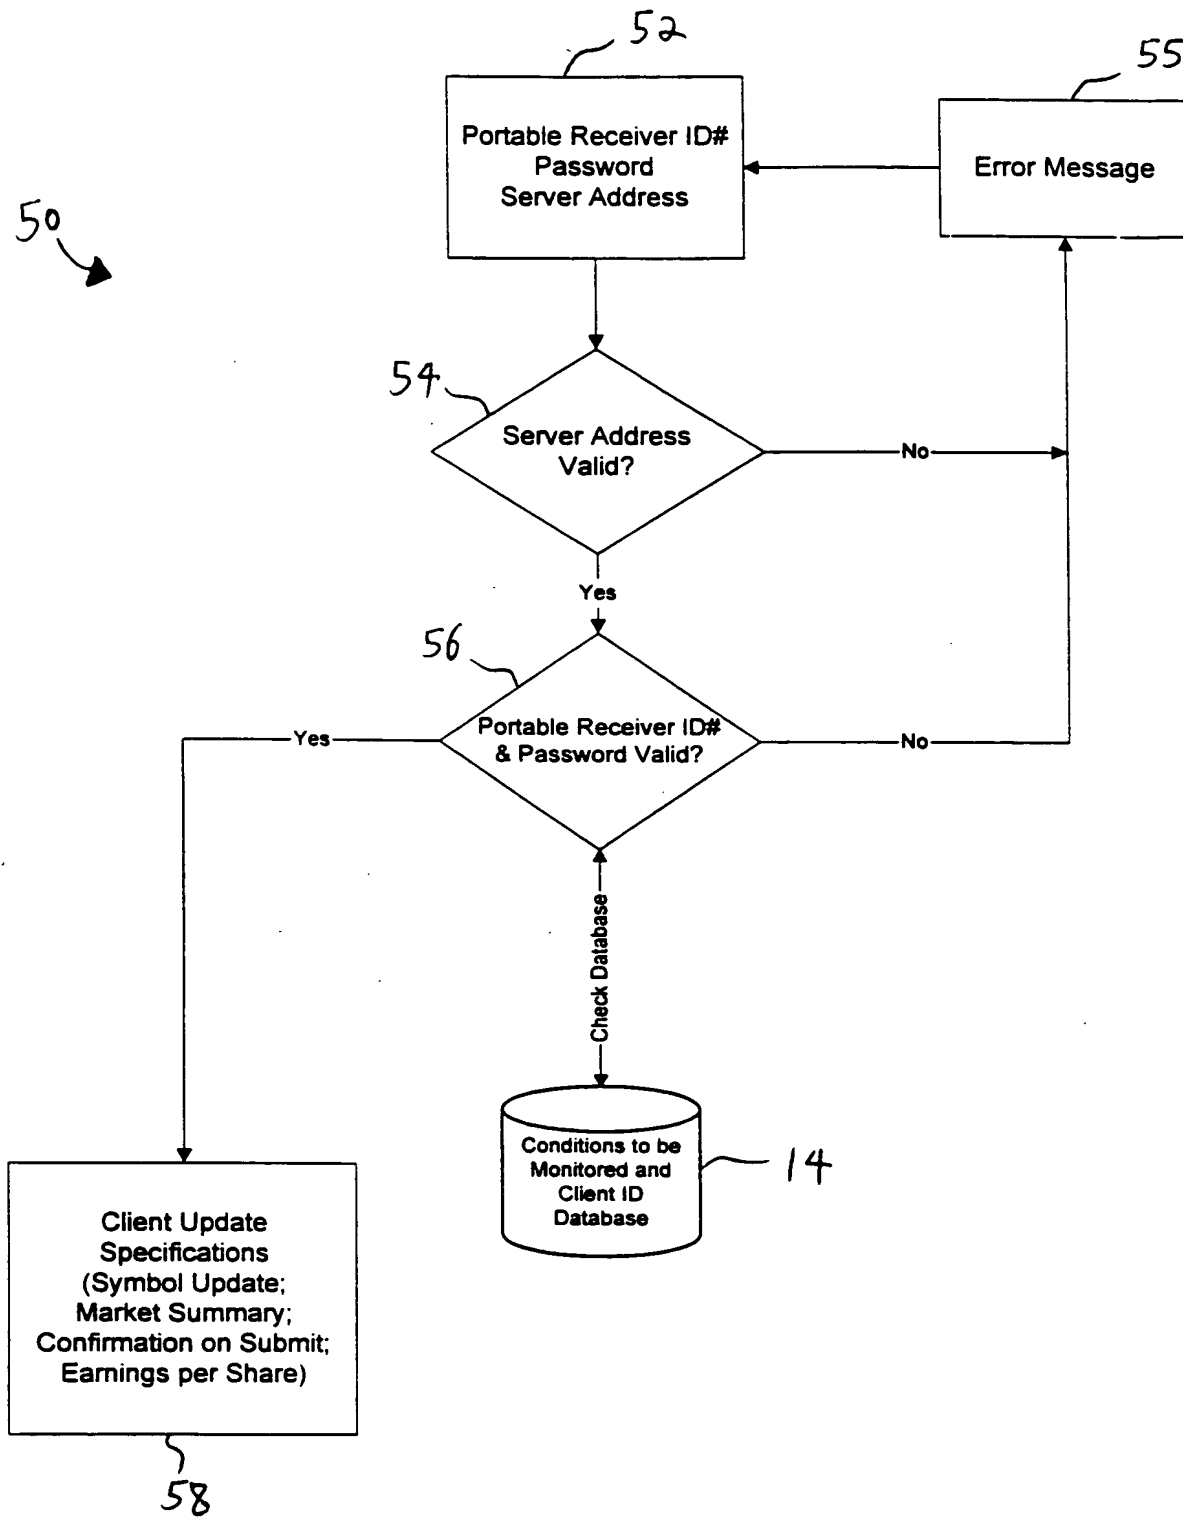 52
55
Portable Receiver ID#
Password
Server Address
Error Message
50
54
Server Address
Valid?
No
Yes
56
Portable Receiver ID#
& Password Valid?
Yes
No
Check Database
Conditions to be
Monitored and
Client ID
Database
14
Client Update
Specifications
(Symbol Update;
Market Summary;
Confirmation on Submit;
Earnings per Share)
58